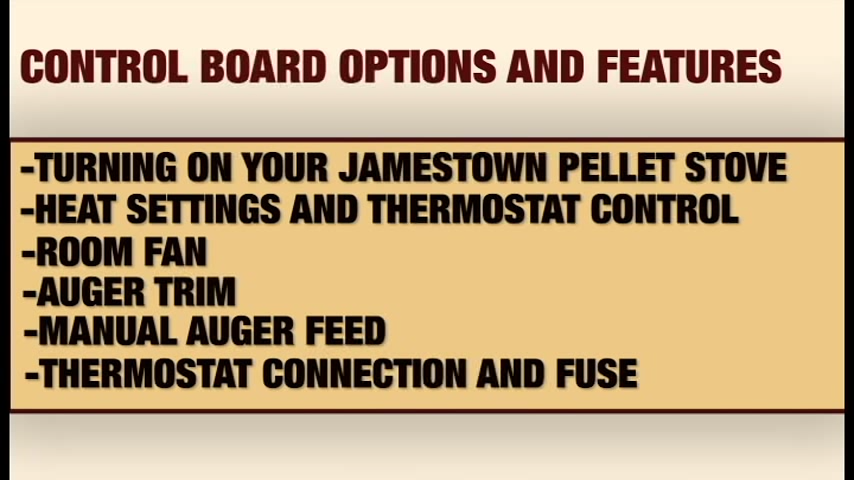 CONTROL BOARD OPTIONS AND FEATURES
-TURNING ON YOUR JAMESTOWN PELLET STOVE
-HEAT SETTINGS AND THERMOSTAT CONTROL
-ROOM FAN
-AUGER TRIM
-MANUAL AUGER FEED
-THERMOSTAT CONNECTION AND FUSE